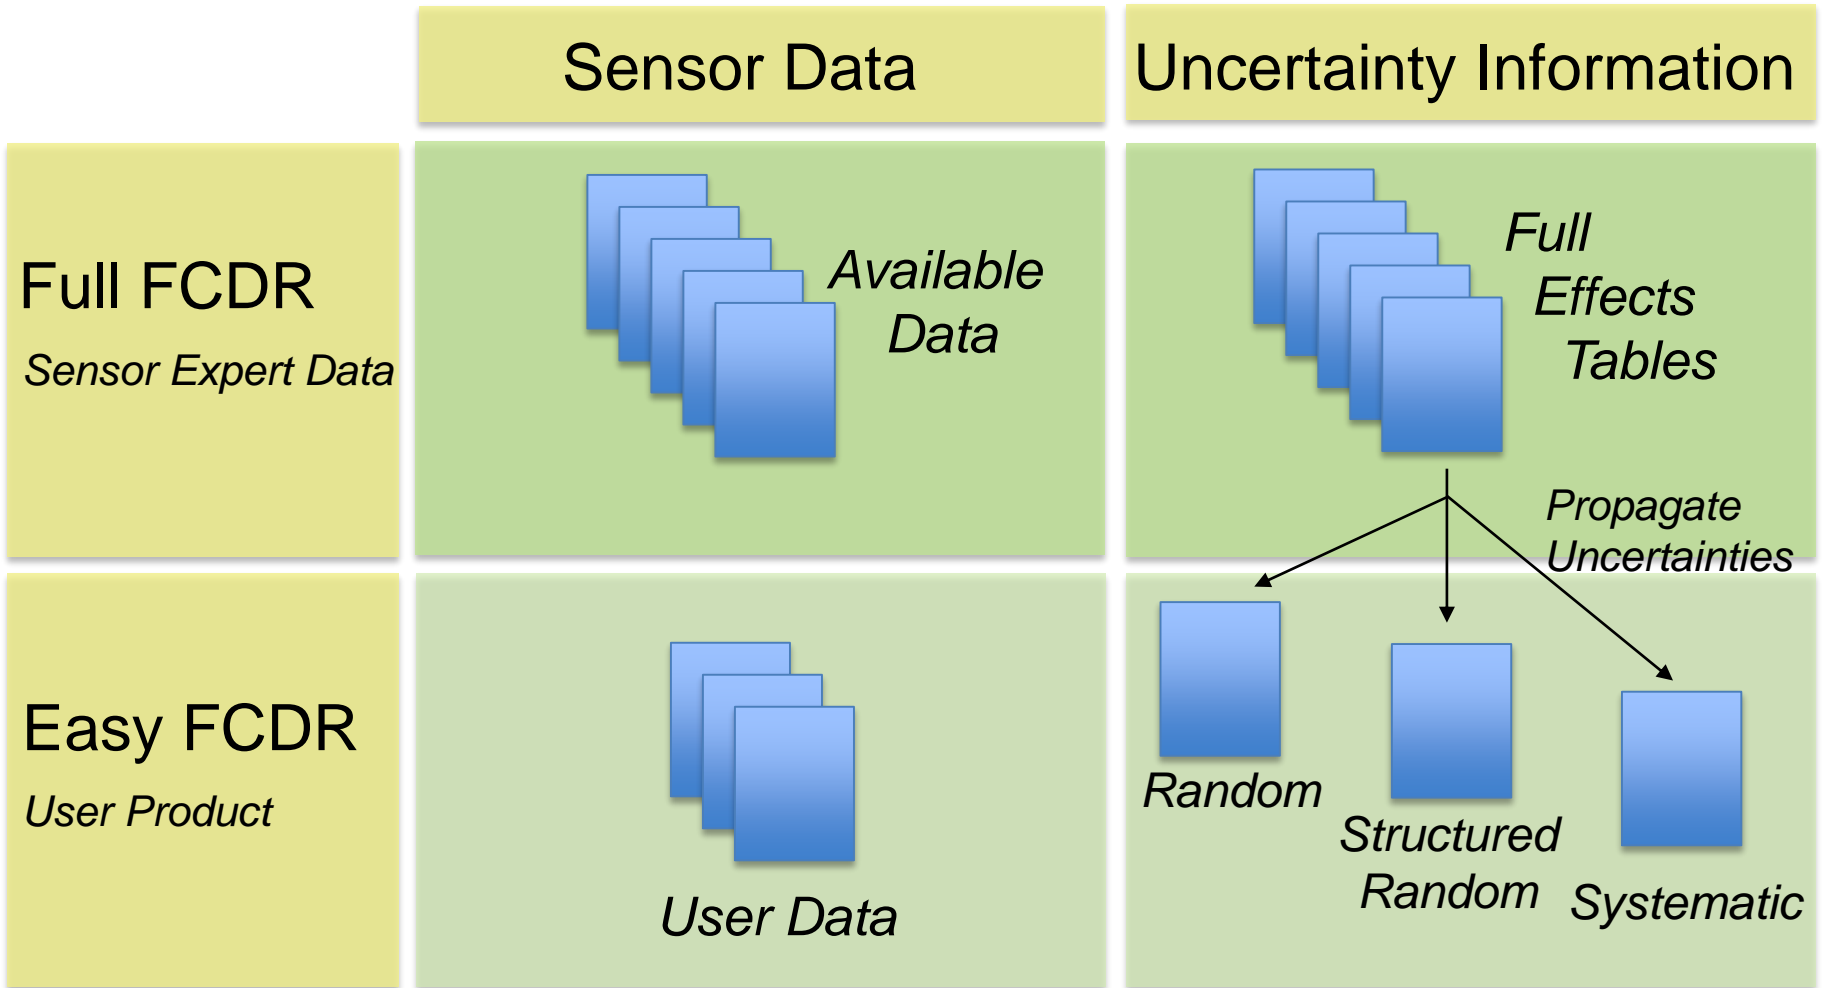 Sensor Data
Uncertainty Information
Full FCDR
Sensor Expert Data
Available
Data
Full
Effects
Tables
Propagate
Uncertainties
Easy FCDR
User Product
User Data
Random
Structured
Random
Systematic